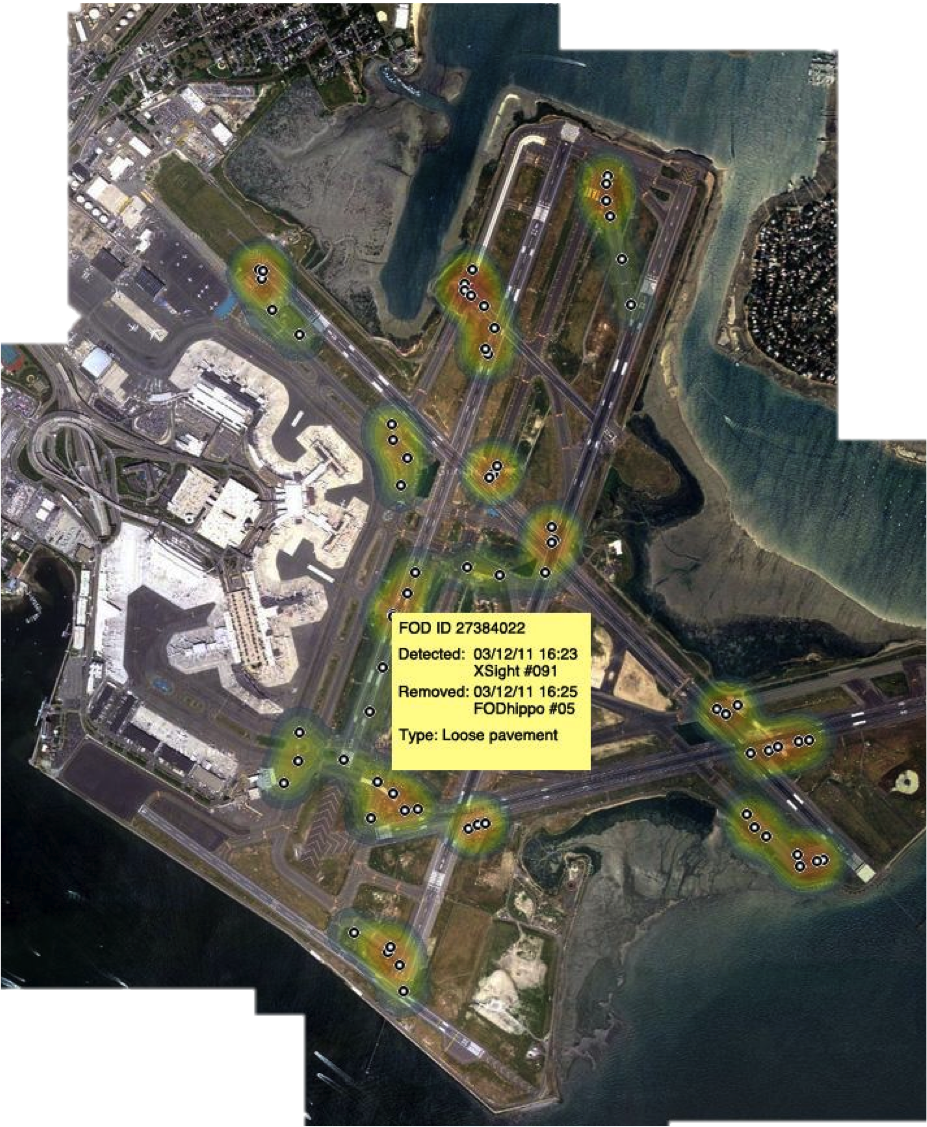 FOD ID 27384022
Detected: 03/12/11 16:23
XSight #091
Removed: 03/12/11 16:25
FODhippo #05
Type: Loose pavement